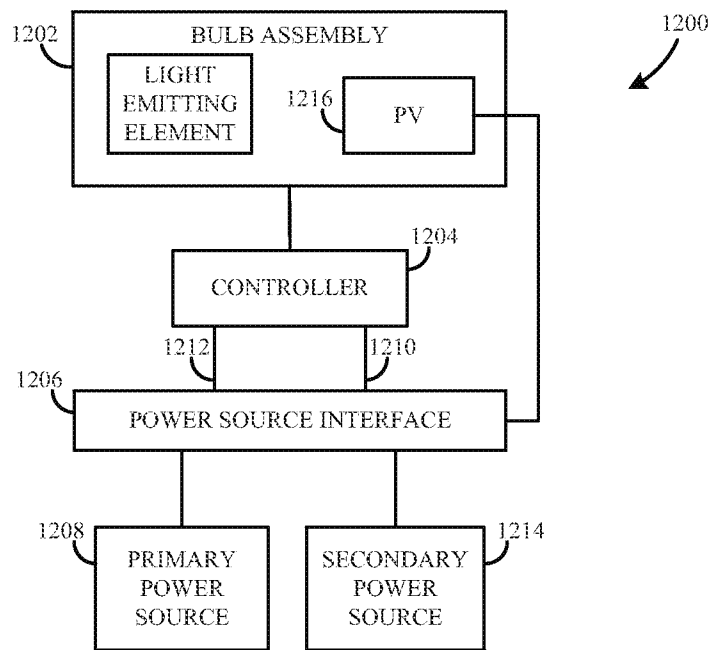 1202
BULB ASSEMBLY
1200
LIGHT
EMITTING
ELEMENT
1216
PV
1204
CONTROLLER
1212
1210
1206
POWER SOURCE INTERFACE
1208
PRIMARY
POWER
SOURCE
SECONDARY
POWER
SOURCE
1214